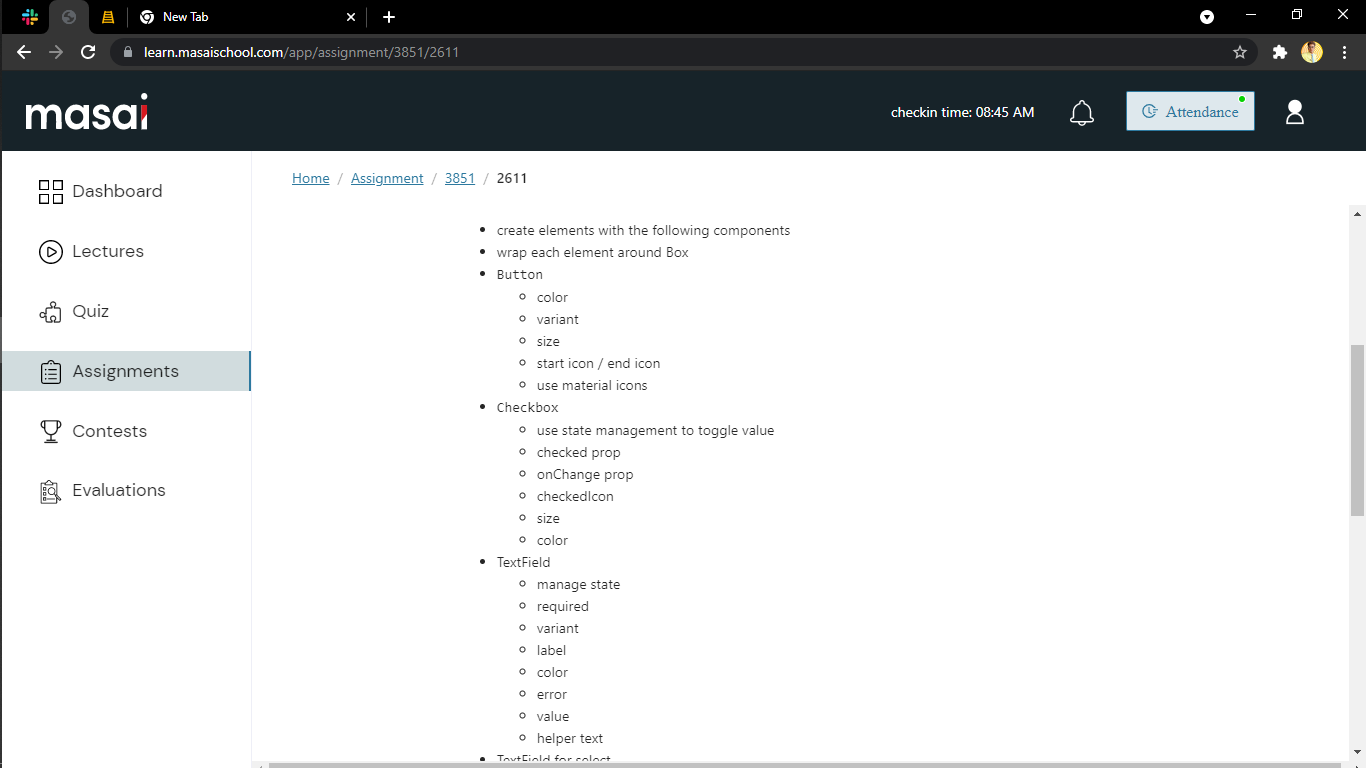 New Tab
learn.masaischool.com/app/assignment/3851/2611
masai
checkin time: 08:45 AM
Attendance
Dashboard
Lectures
Quiz
Assignments
Contests
Evaluations
Home / Assignment / 3851 / 2611
create elements with the following components
wrap each element around Box
Button
color
variant
size
start icon / end icon
use material icons
Checkbox
use state management to toggle value
checked prop
onChange prop
checkedIcon
size
color
TextField
manage state
required
variant
label
color
error
value
helper text
TextField for select